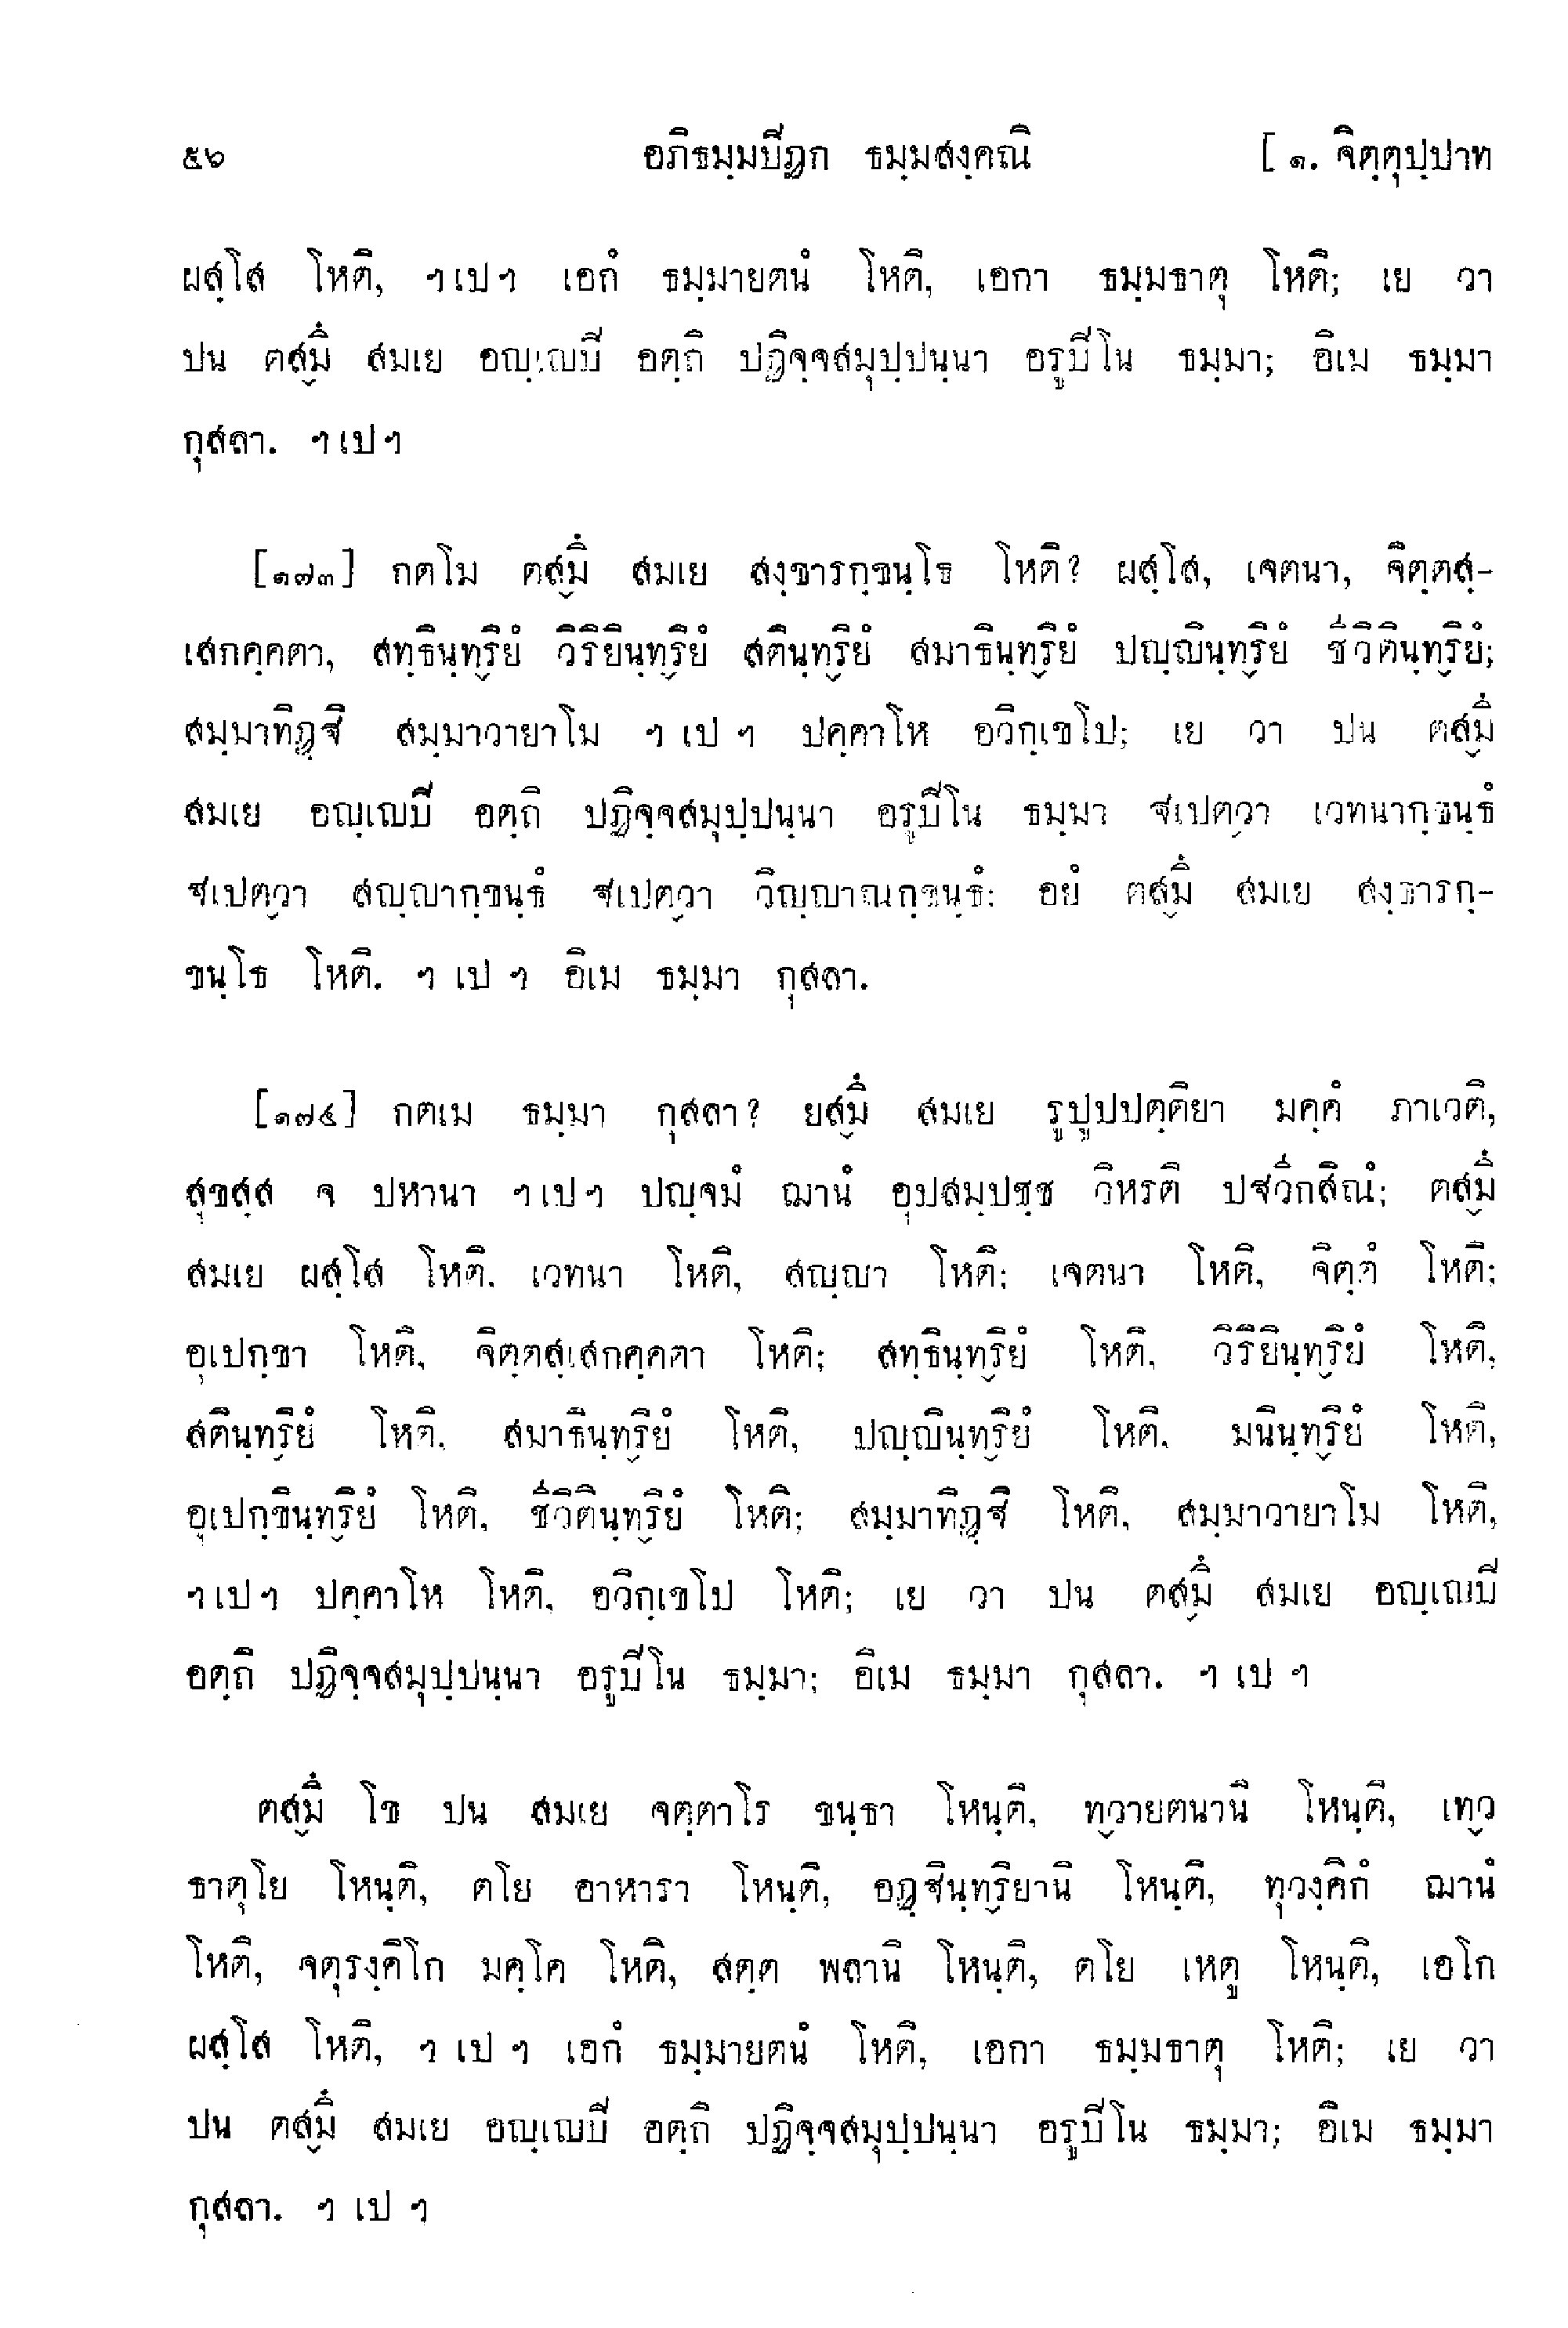 ๕๖ อภิธมฺมปิฏก ธมฺมสงฺคณิ [ ๑. จิตฺตุปฺปาท
ผสฺโส โหติ, ฯเปฯ เอกํ ธมฺมายตนํ โหติ, เอกา ธมฺมธาตุ โหติ; เย วา
ปน ตสฺมิํ สมเย อญฺเญปิ อตฺถิ ปฏิจฺจสมุปฺปนฺนา อรูปิโน ธมฺมา; อิเม ธมฺมา
กุสลา. ฯเปฯ
[๑๗๓] กตโม ตสฺมิํ สมเย สงฺขารกฺขนฺโธ โหติ? ผสฺโส, เจตนา, จิตฺตสฺ-
เสกคฺคตา, สทฺธินฺทฺริยํ วิริยินฺทฺริยํ สตินฺทฺริยํ สมาธินฺทฺริยํ ปญฺญินฺทฺริยํ ชีวิตินฺทฺริยํ;
สมฺมาทิฏฺฐิ สมฺมาวายาโม ฯ เป ฯ ปคฺคาโห อวิกฺเขโป; เย วา ปน ตสฺมิํ
สมเย อญฺเญปิ อตฺถิ ปฏิจฺจสมุปฺปนฺนา อรูปิโน ธมฺมา ฐเปตฺวา เวทนากฺขนฺธํ
ฐเปตฺวา สญฺญากฺขนฺธํ ฐเปตฺวา วิญฺญาณกฺขนฺธํ; อยํ ตสฺมิํ สมเย สงฺขารกฺ-
ขนฺโธ โหติ. ฯ เป ฯ อิเม ธมฺมา กุสลา.
[๑๗๔] กตเม ธมฺมา กุสลา? ยสฺมิํ สมเย รูปูปปตฺติยา มคฺคํ ภาเวติ,
สุขสฺส จ ปหานา ฯเปฯ ปญฺจมํ ฌานํ อุปสมฺปชฺช วิหรติ ปฐวีกสิณํ; ตสฺมิํ
สมเย ผสฺโส โหติ. เวทนา โหติ, สญฺญา โหติ; เจตนา โหติ, จิตฺตํ โหติ;
อุเปกฺขา โหติ, จิตฺตสฺเสกคฺคตา โหติ; สทฺธินฺทฺริยํ โหติ, วิริยินฺทฺริยํ โหติ,
สตินฺทฺริยํ โหติ, สมาธินฺทฺริยํ โหติ, ปญฺญินฺทฺริยํ โหติ, มนินฺทฺริยํ โหติ,
อุเปกฺขินฺทฺริยํ โหติ, ชีวิตินฺทฺริยํ โหติ; สมฺมาทิฏฺฐิ โหติ, สมฺมาวายาโม โหติ,
ฯเปฯ ปคฺคาโห โหติ, อวิกฺเขโป โหติ; เย วา ปน ตสฺมิํ สมเย อญฺเญปิ
อตฺถิ ปฏิจฺจสมุปฺปนฺนา อรูปิโน ธมฺมา; อิเม ธมฺมา กุสลา. ฯ เป ฯ
ตสฺมิํ โข ปน สมเย จตฺตาโร ขนฺธา โหนฺติ, ทฺวายตนานิ โหนฺติ, เทฺว
ธาตุโย โหนฺติ, ตโย อาหารา โหนฺติ, อฏฺฐินฺทฺริยานิ โหนฺติ, ทุวงฺคิกํ ฌานํ
โหติ, จตุรงฺคิโก มคฺโค โหติ, สตฺต พลานิ โหนฺติ, ตโย เหตู โหนฺติ, เอโก
ผสฺโส โหติ, ฯ เป ฯ เอกํ ธมฺมายตนํ โหติ, เอกา ธมฺมธาตุ โหติ; เย วา
ปน ตสฺมิํ สมเย อญฺเญปิ อตฺถิ ปฏิจฺจสมุปฺปนฺนา อรูปิโน ธมฺมา; อิเม ธมฺมา
กุสลา. ฯ เป ฯ